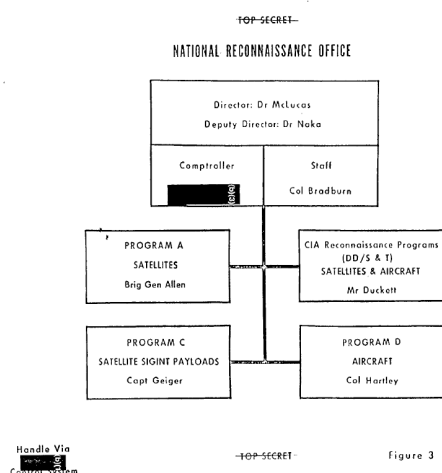 TOP SECRET
NATIONAL RECONNAISSANCE OFFICE
Director: Dr McLucas
Deputy Director: Dr Naka
Comptroller
(b)(3)
Staff
Col Bradburn
PROGRAM A
SATELLITES
Brig Gen Allen
CIA Reconnaissance Programs
(DD/S & T)
SATELLITES & AIRCRAFT
Mr Duckett
PROGRAM C
SATELLITE SIGINT PAYLOADS
Capt Geiger
PROGRAM D
AIRCRAFT
Col Hartley
Handle Via
Control System
TOP SECRET
Figure 3